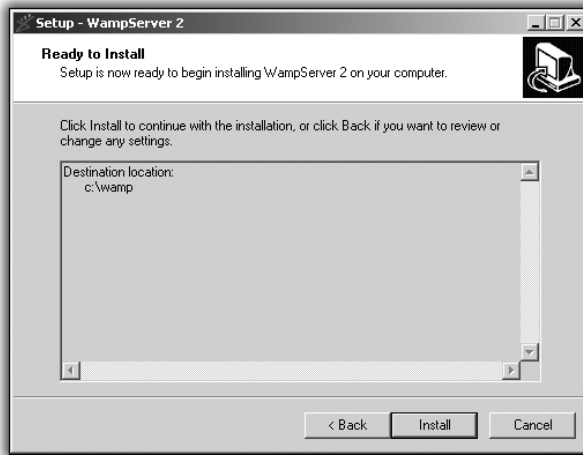 Setup - WampServer 2
Ready to Install
Setup is now ready to begin installing WampServer 2 on your computer.
Click Install to continue with the installation, or click Back if you want to review or
change any settings.
Destination location:
c:\wamp
< Back
Install
Cancel